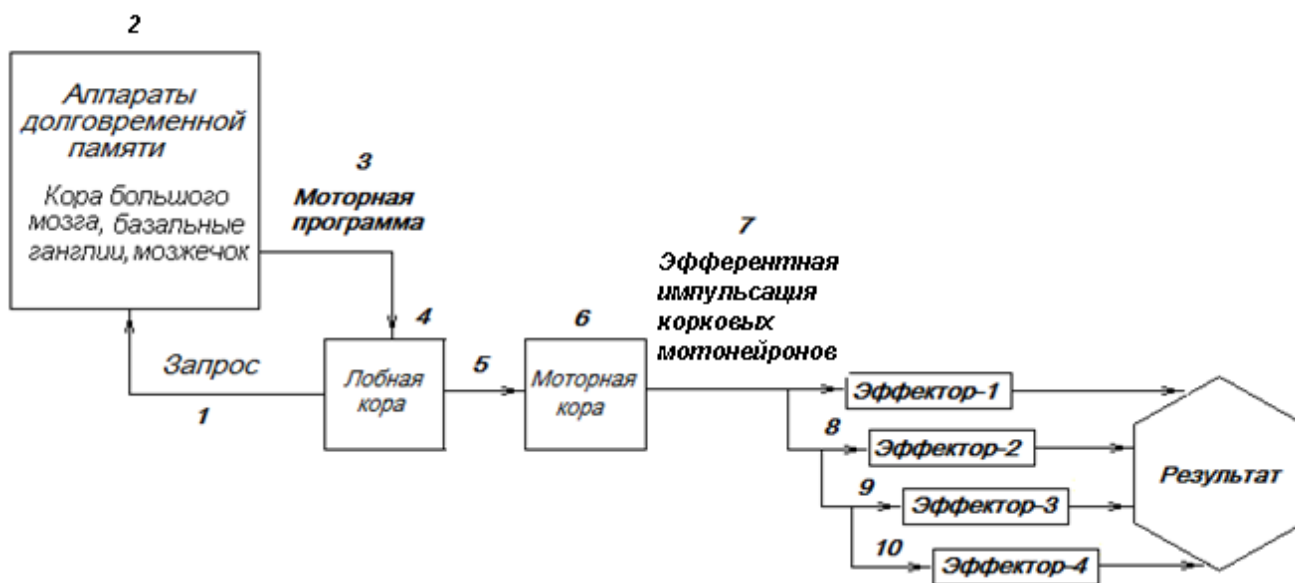 2
Аппараты
долговременной
памяти
Кора большого
мозга, базальные
ганглии, мозжечок
3
Моторная
программа
Запрос
1
4
Лобная
кора
5
6
Моторная
кора
7
Эфферентная
импульсация
корковых
мотонейронов
Эффектор-1
8
Эффектор-2
9
Эффектор-3
10
Эффектор-4
Результат